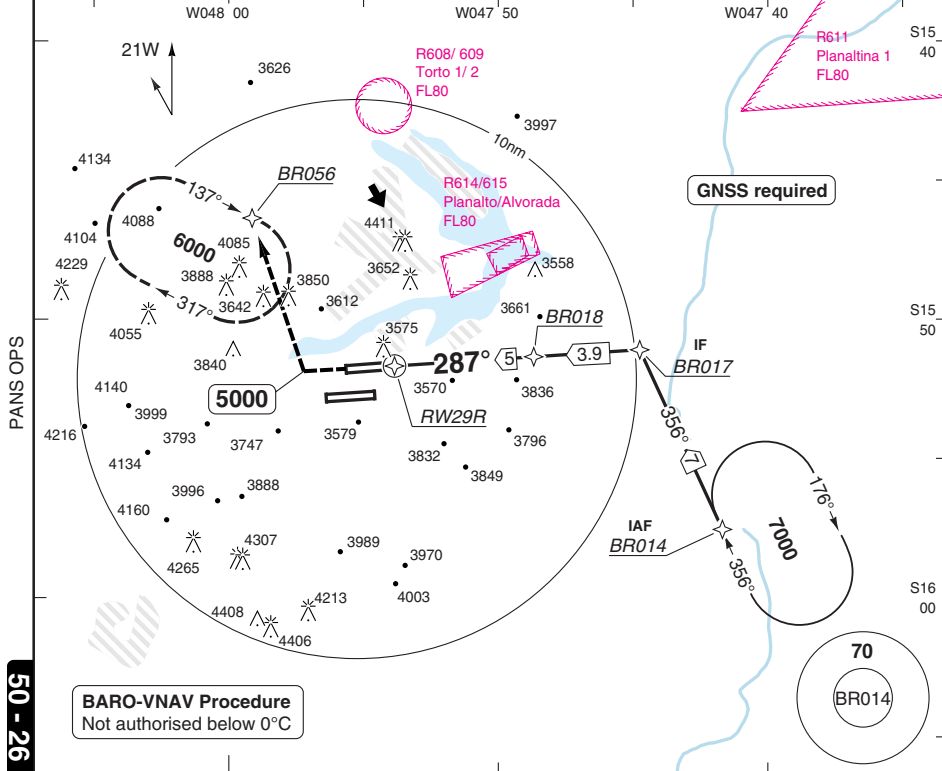 W048 00
W047 50
W047 40
21W
3626
R608/ 609
Torto 1/ 2
FL80
R611
Planaltina 1
FL80
S15
40
3997
10nm
4134
BR056
137°
R614/615
Planalto/Alvorada
FL80
GNSS required
4088
4411
4104
6000
4085
4229
3888
3850
3652
3558
3642
317°
3612
3661
BR018
S15
50
4055
3575
3840
287°
5
3.9
IF
BR017
PANS OPS
5000
3570
3836
4140
3999
RW29R
356°
4216
3793
3747
3579
3796
4134
3832
3849
7
176°
3996
3888
4160
IAF
BR014
7000
4307
3989
3970
4265
356°
4003
S16
00
4213
4408
4406
70
BR014
50 - 26
BARO-VNAV Procedure
Not authorised below 0°C